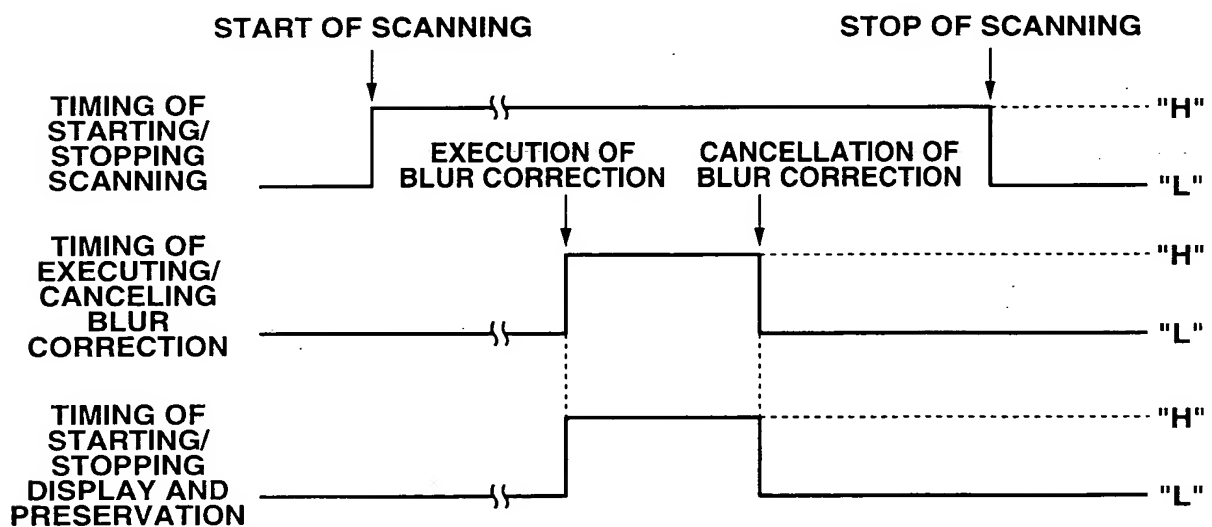 START OF SCANNING
STOP OF SCANNING
TIMING OF
STARTING/
STOPPING
SCANNING
"H"
"L"
EXECUTION OF
BLUR CORRECTION
CANCELLATION OF
BLUR CORRECTION
TIMING OF
EXECUTING/
CANCELING
BLUR
CORRECTION
"H"
"L"
TIMING OF
STARTING/
STOPPING
DISPLAY AND
PRESERVATION
"H"
"L"